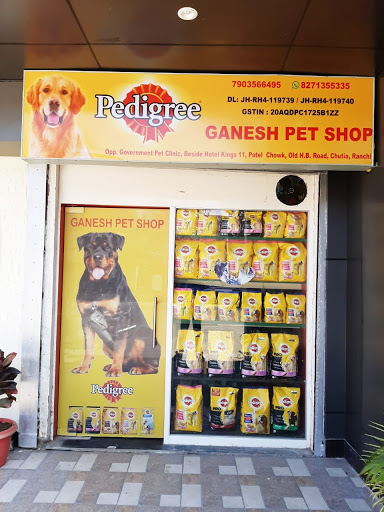 Pedigree
7903566495 8271355335
DL: JH-RH4-119739 / JH-RH4-119740
GSTIN : 20AQDPC1725B1ZZ
GANESH PET SHOP
Opp. Government Pet Clinic, Beside Hotel Kings 11, Patel Chowk, Old H.B. Road, Chutia, Ranchi
GANESH PET SHOP
Pedigree